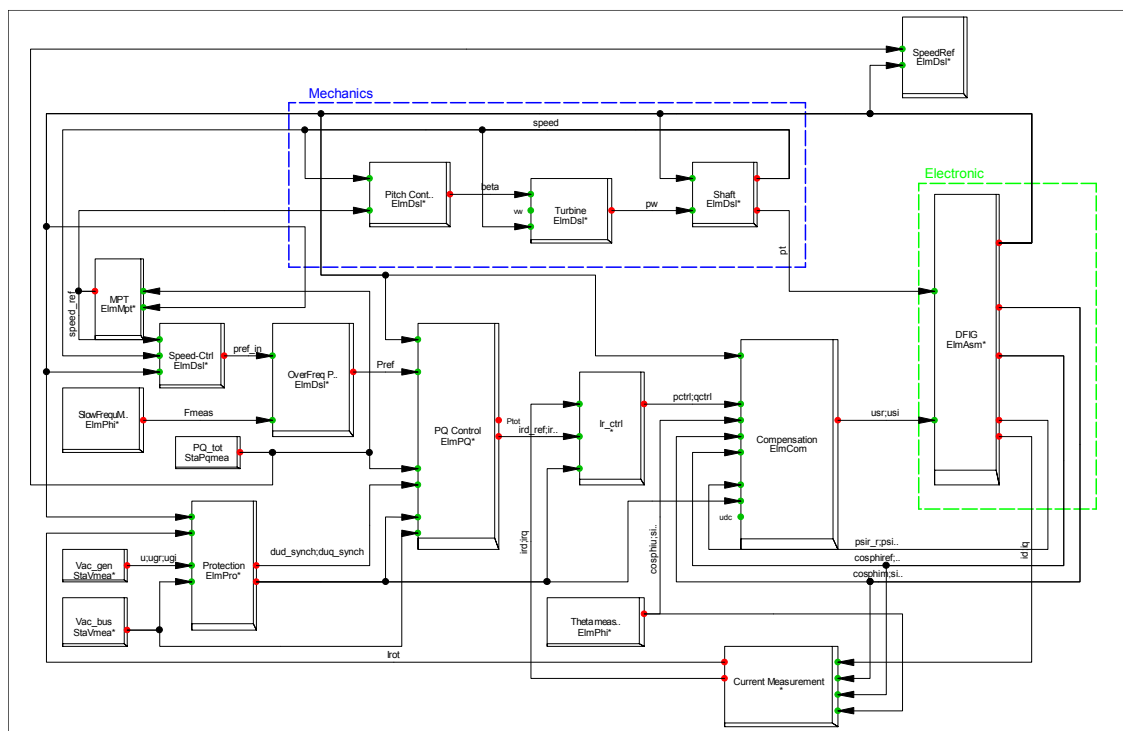 SpeedRef
ElmDsl*
Mechanics
speed
Electronic
Pitch Cont..
ElmDsl*
beta
vw
Turbine
ElmDsl*
pw
Shaft
ElmDsl*
pt
MPT
ElmMpt*
speed_ref
Speed-Ctrl
ElmDsl*
pref_in
OverFreq P..
ElmDsl*
Pref
SlowFrequM..
ElmPhi*
Fmeas
PQ_tot
StaPqmea
PQ Control
ElmPQ*
Ptot
ird_ref;ir..
Ir_ctrl
*
pctrl;qctrl
Compensation
ElmCom
usr;usi
udc
DFIG
ElmAsm*
Vac_gen
StaVmea*
u;ugr;ugi
Protection
ElmPro*
dud_synch;duq_synch
Vac_bus
StaVmea*
ird;irq
cosphiu;si..
psir_r;psi..
cosphiref;..
cosphim;si..
id,iq
Thetameas..
ElmPhi*
Irot
Current Measurement
*